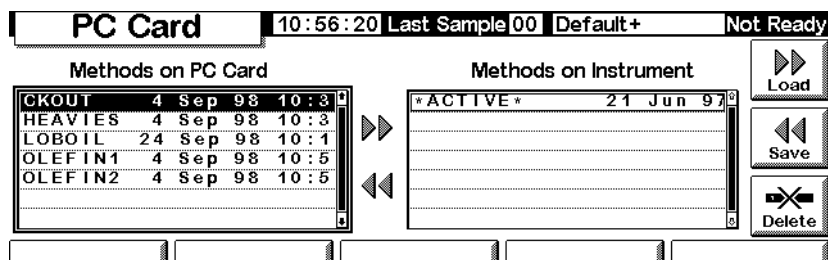 PC Card 10:56:20 Last Sample 00 Default+ Not Ready
Methods on PC Card Methods on Instrument
Load
CKOUT 4 Sep 98 10:3 *ACTIVE* 21 Jun 97
HEAVIES 4 Sep 98 10:3
LOBOIL 24 Sep 98 10:1
OLEFIN1 4 Sep 98 10:5
OLEFIN2 4 Sep 98 10:5
Save
Delete